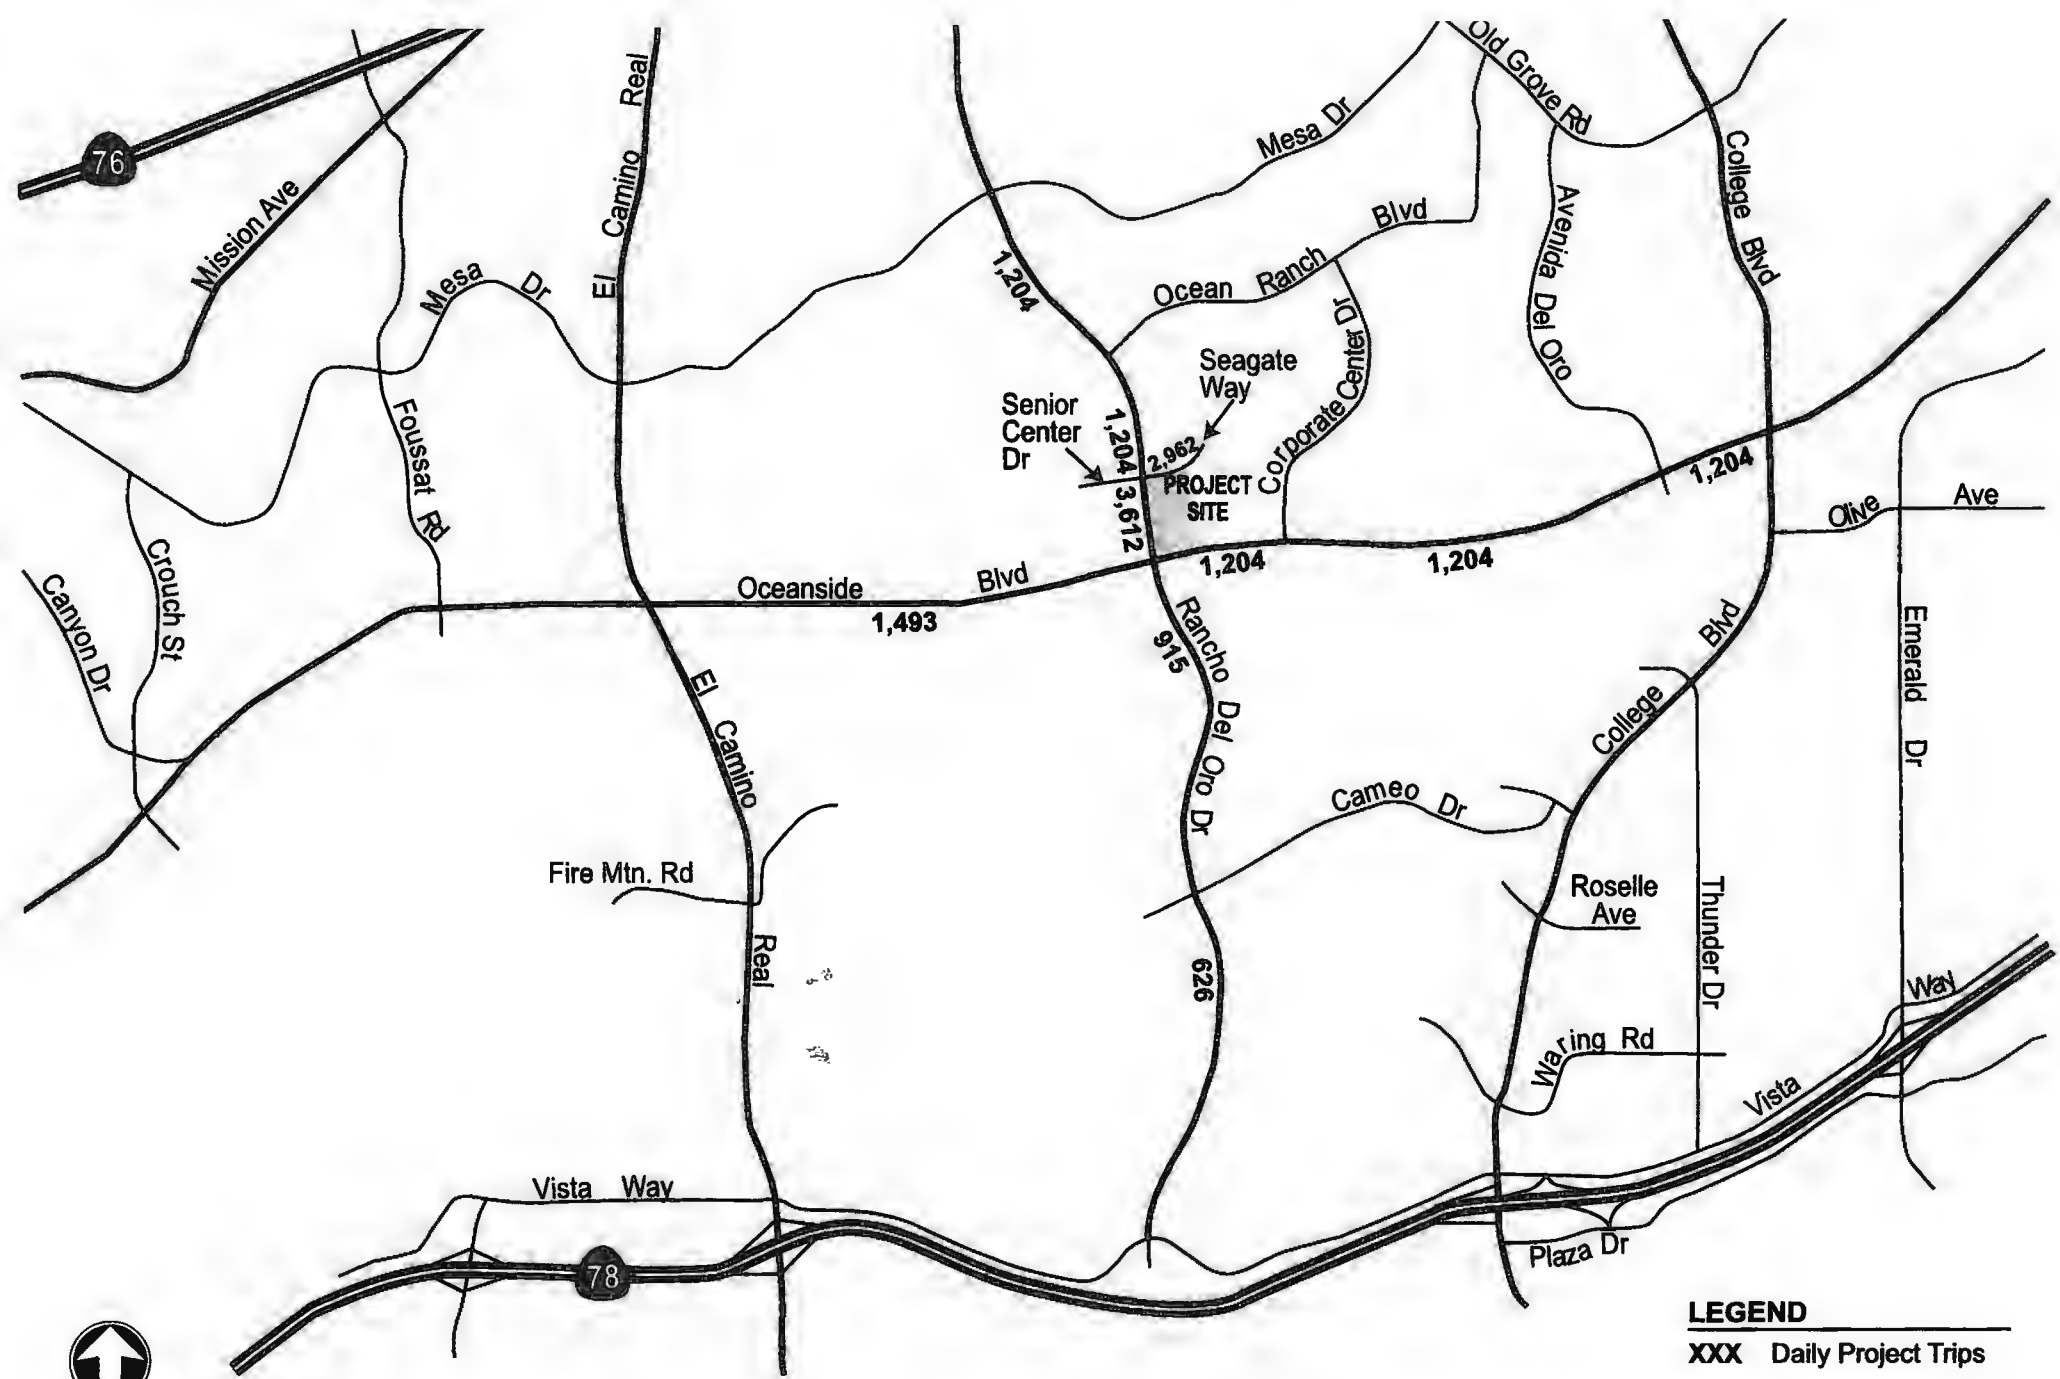 Old Grove Rd
El Camino Real
76
Mission Ave
Mesa Dr
College Blvd
Blvd
Avenida Del Oro
Mesa Dr
1,204
Ocean Ranch
Corporate Center Dr
Seagate
Way
Senior
Center
Dr
1,204
2,962
Foussat Rd
PROJECT
SITE
3,612
1,204
Olive Ave
Crouch St
Canyon Dr
Oceanside Blvd
1,204
1,204
1,493
Rancho Del Oro Dr
915
Emerald Dr
El Camino Real
College Blvd
Cameo Dr
Fire Mtn. Rd
Roselle
Ave
Thunder Dr
626
Way
Waring Rd
Vista
Vista Way
78
Plaza Dr
LEGEND
XXX Daily Project Trips